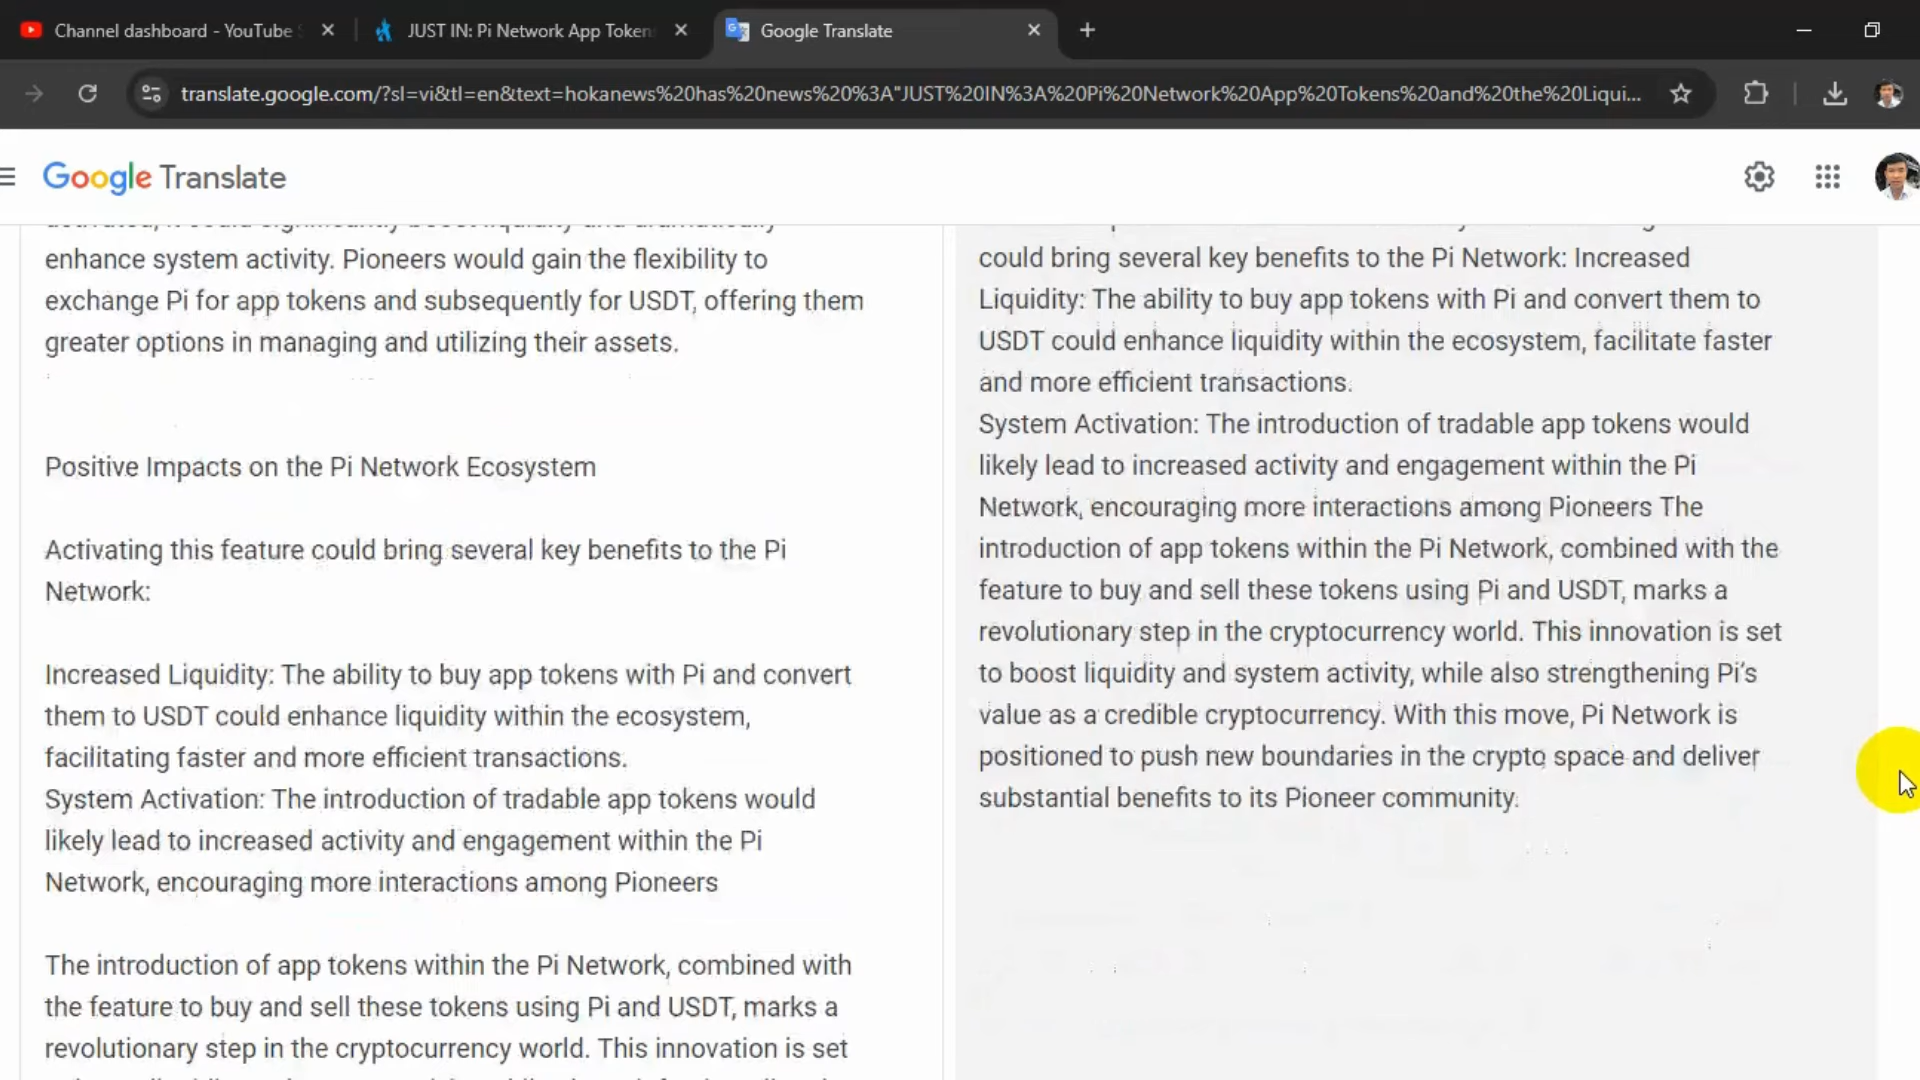 Channel dashboard - YouTube
JUST IN: Pi Network App Token
Google Translate
translate.google.com/?sl=vi&tl=en&text=hokanews%20has%20news%20%3A"JUST%20IN%3A%20Pi%20Network%20App%20Tokens%20and%20the%20Liqui...
Google Translate
enhance system activity. Pioneers would gain the flexibility to
exchange Pi for app tokens and subsequently for USDT, offering them
greater options in managing and utilizing their assets.
Positive Impacts on the Pi Network Ecosystem
Activating this feature could bring several key benefits to the Pi
Network:
Increased Liquidity: The ability to buy app tokens with Pi and convert
them to USDT could enhance liquidity within the ecosystem,
facilitating faster and more efficient transactions.
System Activation: The introduction of tradable app tokens would
likely lead to increased activity and engagement within the Pi
Network, encouraging more interactions among Pioneers
The introduction of app tokens within the Pi Network, combined with
the feature to buy and sell these tokens using Pi and USDT, marks a
revolutionary step in the cryptocurrency world. This innovation is set
could bring several key benefits to the Pi Network: Increased
Liquidity: The ability to buy app tokens with Pi and convert them to
USDT could enhance liquidity within the ecosystem, facilitate faster
and more efficient transactions.
System Activation: The introduction of tradable app tokens would
likely lead to increased activity and engagement within the Pi
Network, encouraging more interactions among Pioneers The
introduction of app tokens within the Pi Network, combined with the
feature to buy and sell these tokens using Pi and USDT, marks a
revolutionary step in the cryptocurrency world. This innovation is set
to boost liquidity and system activity, while also strengthening Pi's
value as a credible cryptocurrency. With this move, Pi Network is
positioned to push new boundaries in the crypto space and deliver
substantial benefits to its Pioneer community.